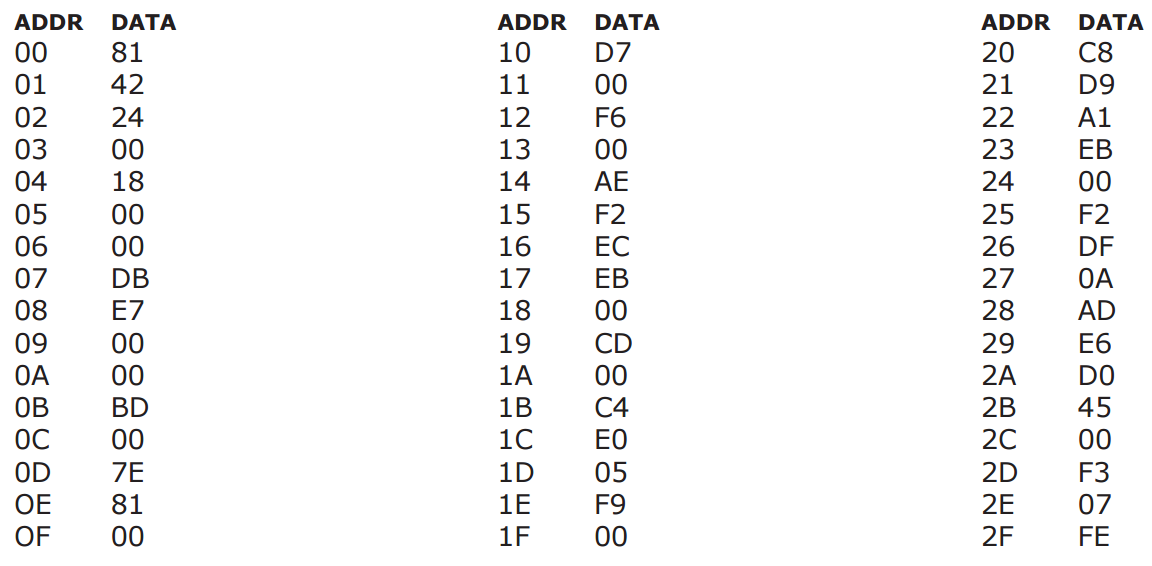 ADDR DATA ADDR DATA ADDR DATA
00 81 10 D7 20 C8
01 42 11 00 21 D9
02 24 12 F6 22 A1
03 00 13 00 23 EB
04 18 14 AE 24 00
05 00 15 F2 25 F2
06 00 16 EC 26 DF
07 DB 17 EB 27 0A
08 E7 18 00 28 AD
09 00 19 CD 29 E6
0A 00 1A 00 2A D0
0B BD 1B C4 2B 45
0C 00 1C E0 2C 00
0D 7E 1D 05 2D F3
OE 81 1E F9 2E 07
OF 00 1F 00 2F FE